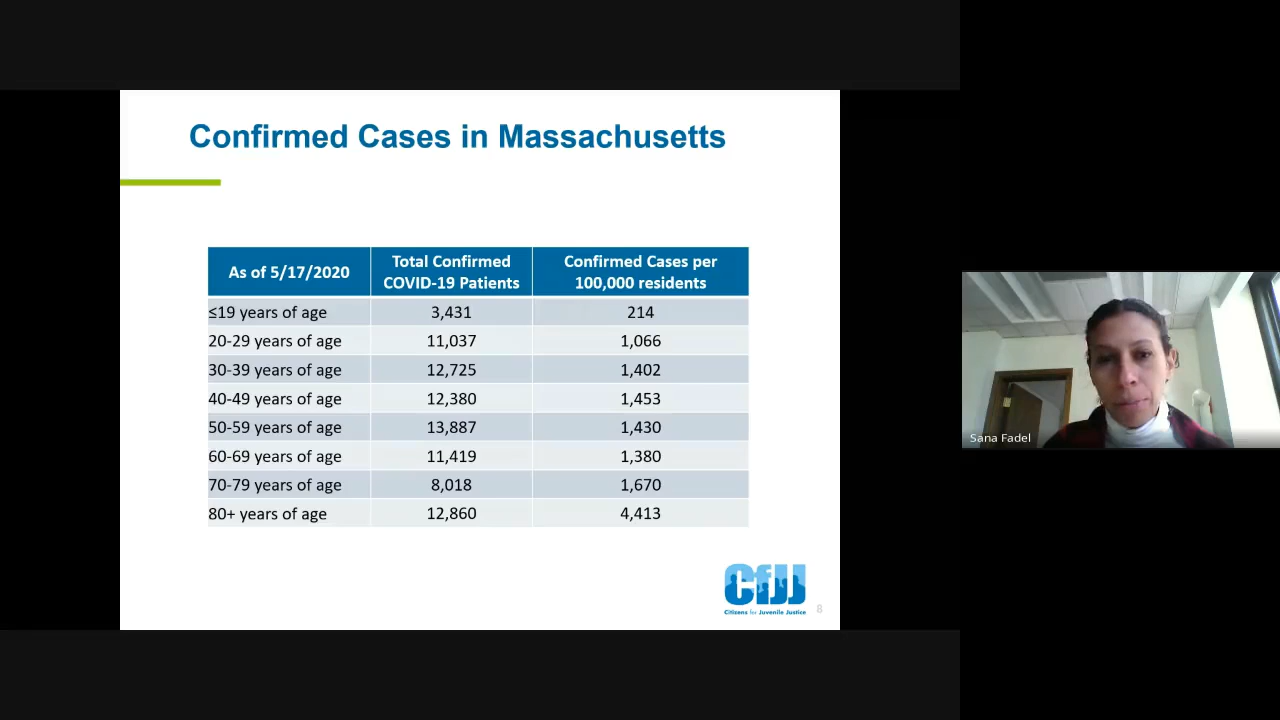 Confirmed Cases in Massachusetts
As of 5/17/2020
Total Confirmed
COVID-19 Patients
Confirmed Cases per
100,000 residents
≤19 years of age 3,431 214
20-29 years of age 11,037 1,066
30-39 years of age 12,725 1,402
40-49 years of age 12,380 1,453
50-59 years of age 13,887 1,430
60-69 years of age 11,419 1,380
70-79 years of age 8,018 1,670
80+ years of age 12,860 4,413
CfJJ
Citizens for Juvenile Justice
8
Sana Fadel